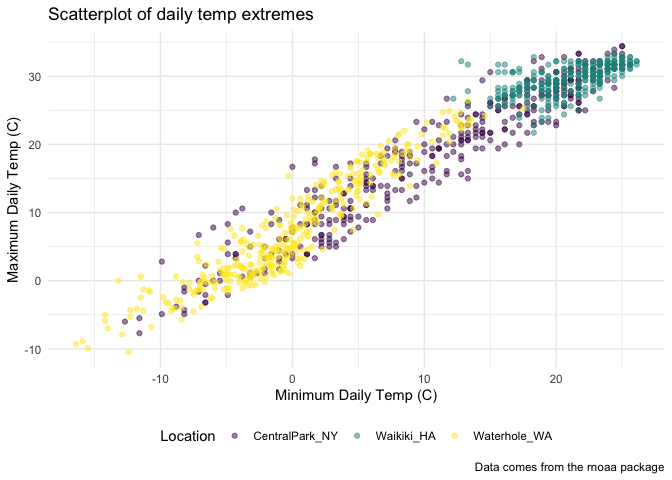 Scatterplot of daily temp extremes
Maximum Daily Temp (C)
30
20
10
0
-10
-10 0 10 20
Minimum Daily Temp (C)
Location CentralPark_NY Waikiki_HA Waterhole_WA
Data comes from the rnoaa package